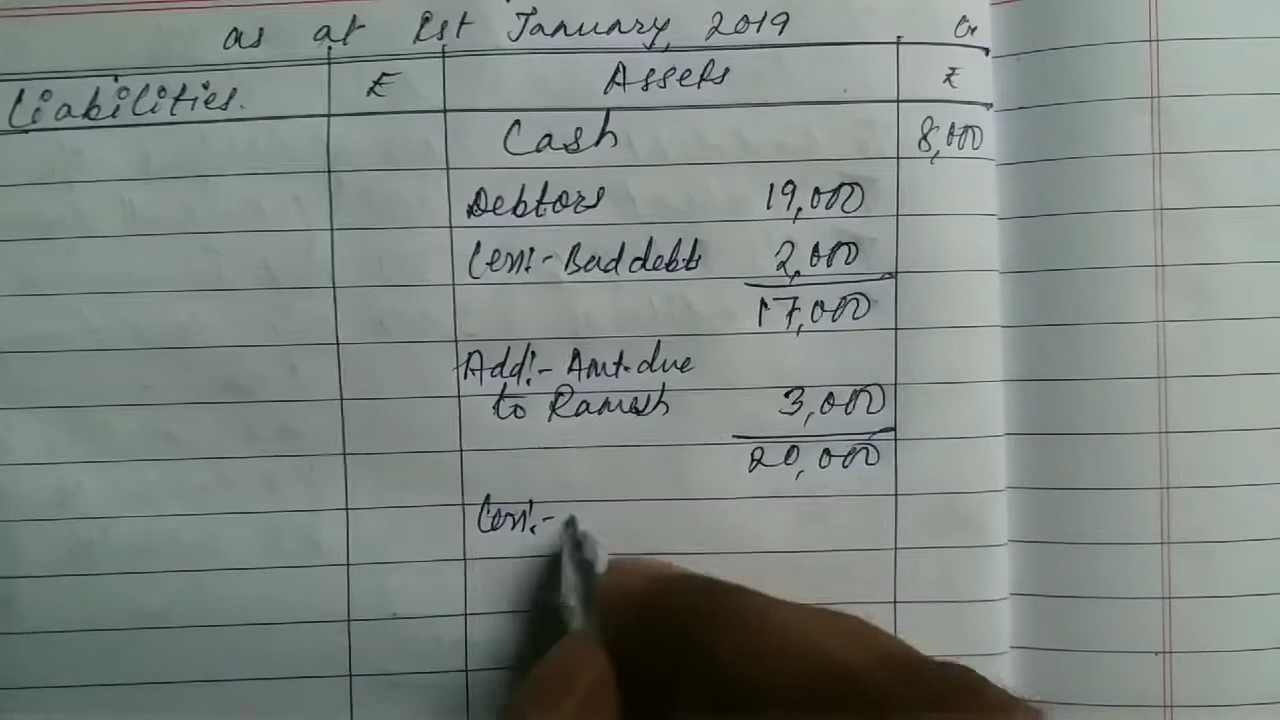 as at 1st January, 2019 Cr
Liabilities. ₹ Assets ₹
Cash 8,000
Debtors 19,000
Less:- Bad debts 2,000
17,000
Add:- Amt. due
to Ramesh 3,000
20,000
Less:-